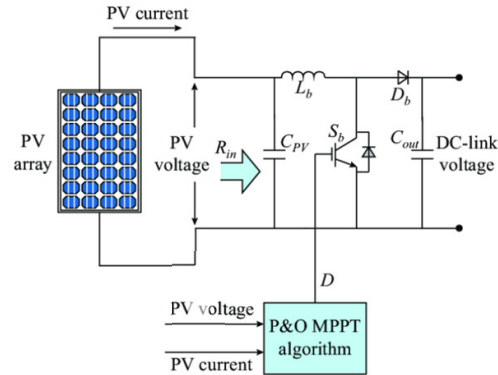 PV current
PV
array
PV
voltage
R_in
C_PV
L_b
S_b
D_b
C_out
DC-link
voltage
D
PV voltage
PV current
P&O MPPT
algorithm